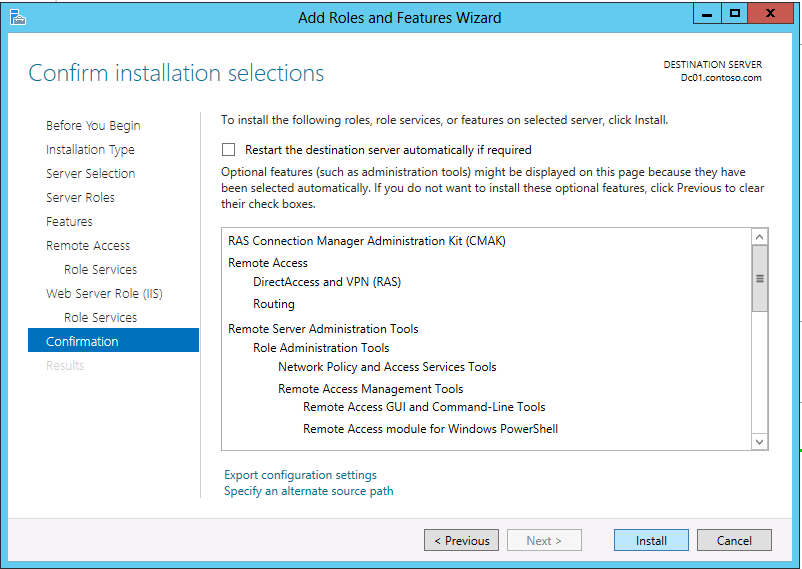 Add Roles and Features Wizard
Confirm installation selections
DESTINATION SERVER
Dc01.contoso.com
Before You Begin
Installation Type
Server Selection
Server Roles
Features
Remote Access
Role Services
Web Server Role (IIS)
Role Services
Confirmation
Results
To install the following roles, role services, or features on selected server, click Install.
Restart the destination server automatically if required
Optional features (such as administration tools) might be displayed on this page because they have
been selected automatically. If you do not want to install these optional features, click Previous to clear
their check boxes.
RAS Connection Manager Administration Kit (CMAK)
Remote Access
DirectAccess and VPN (RAS)
Routing
Remote Server Administration Tools
Role Administration Tools
Network Policy and Access Services Tools
Remote Access Management Tools
Remote Access GUI and Command-Line Tools
Remote Access module for Windows PowerShell
Export configuration settings
Specify an alternate source path
< Previous
Next >
Install
Cancel